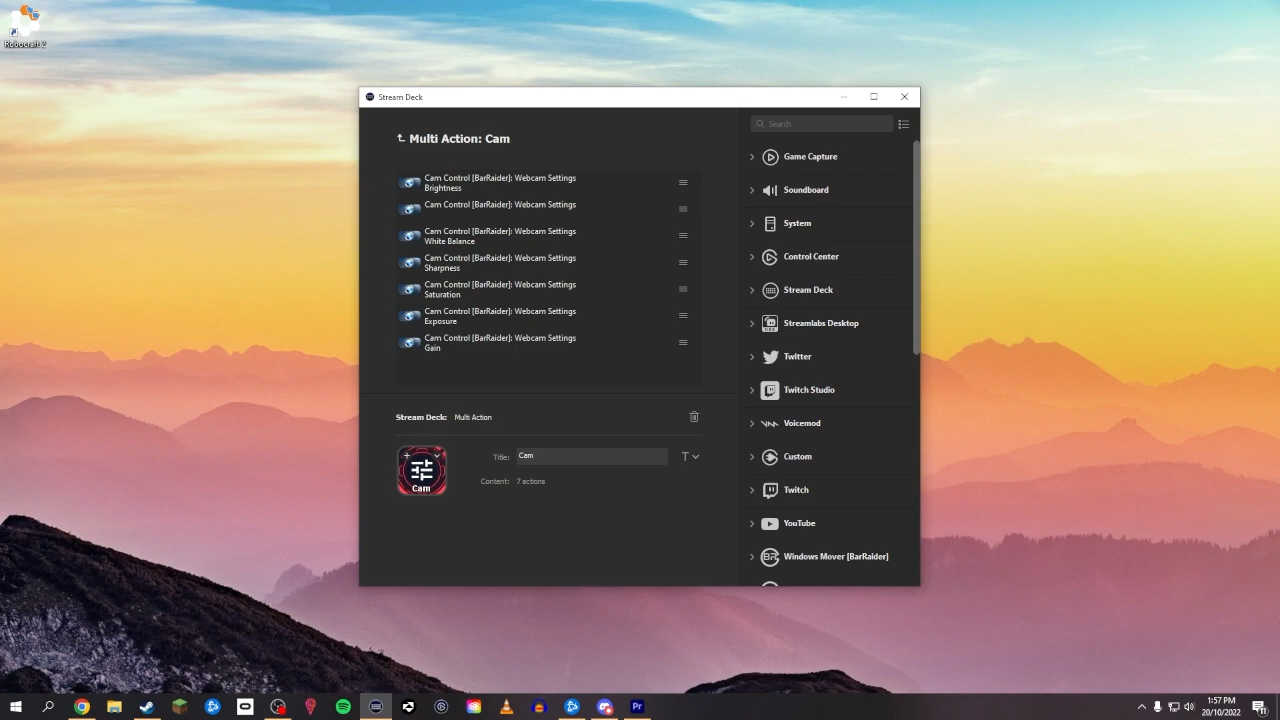 Robocraft 2
Stream Deck
Multi Action: Cam
Cam Control [BarRaider]: Webcam Settings
Brightness
Cam Control [BarRaider]: Webcam Settings
Cam Control [BarRaider]: Webcam Settings
White Balance
Cam Control [BarRaider]: Webcam Settings
Sharpness
Cam Control [BarRaider]: Webcam Settings
Saturation
Cam Control [BarRaider]: Webcam Settings
Exposure
Cam Control [BarRaider]: Webcam Settings
Gain
Stream Deck: Multi Action
Cam
Title: Cam
Content: 7 actions
Search
Game Capture
Soundboard
System
Control Center
Stream Deck
Streamlabs Desktop
Twitter
Twitch Studio
Voicemod
Custom
Twitch
YouTube
Windows Mover [BarRaider]
Pr
1:57 PM
20/10/2022